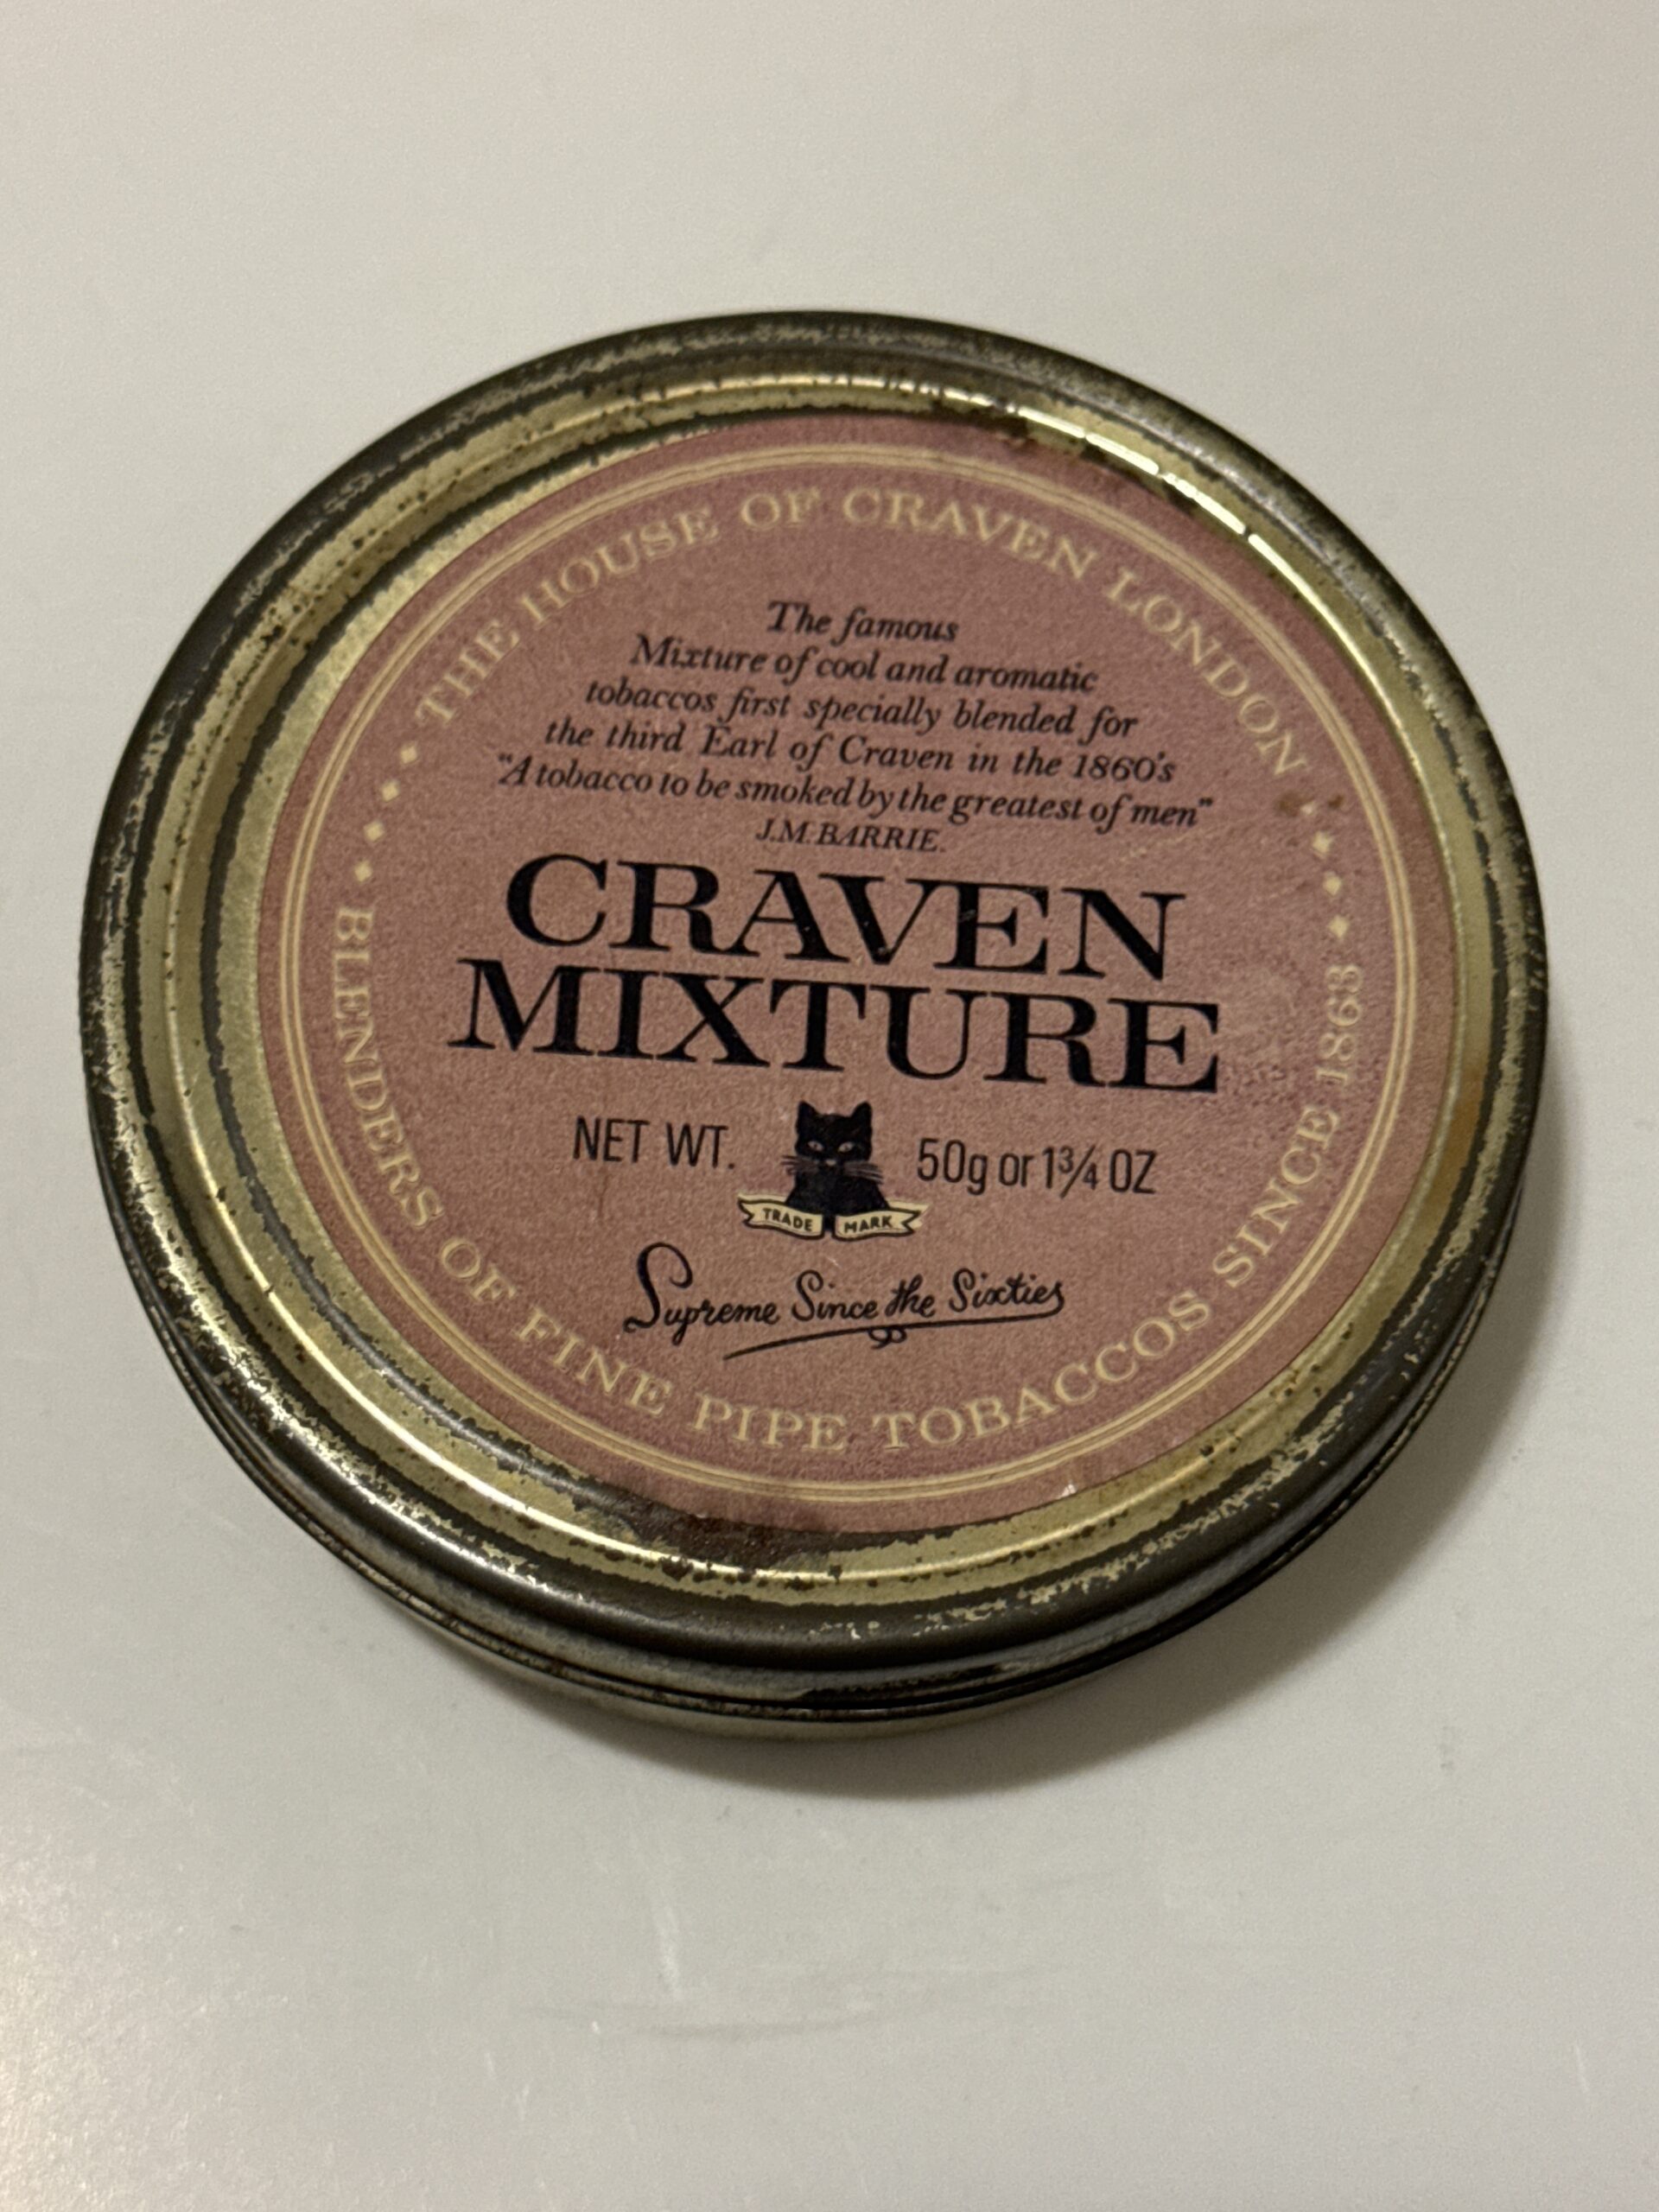 THE HOUSE OF CRAVEN LONDON
The famous
Mixture of cool and aromatic
tobaccos first specially blended for
the third Earl of Craven in the 1860's
"A tobacco to be smoked by the greatest of men"
J.M.BARRIE.
CRAVEN
MIXTURE
NET WT. 50g or 1¾ OZ
TRADE MARK
Supreme Since the Sixties
BLENDERS OF FINE PIPE TOBACCOS SINCE 1863